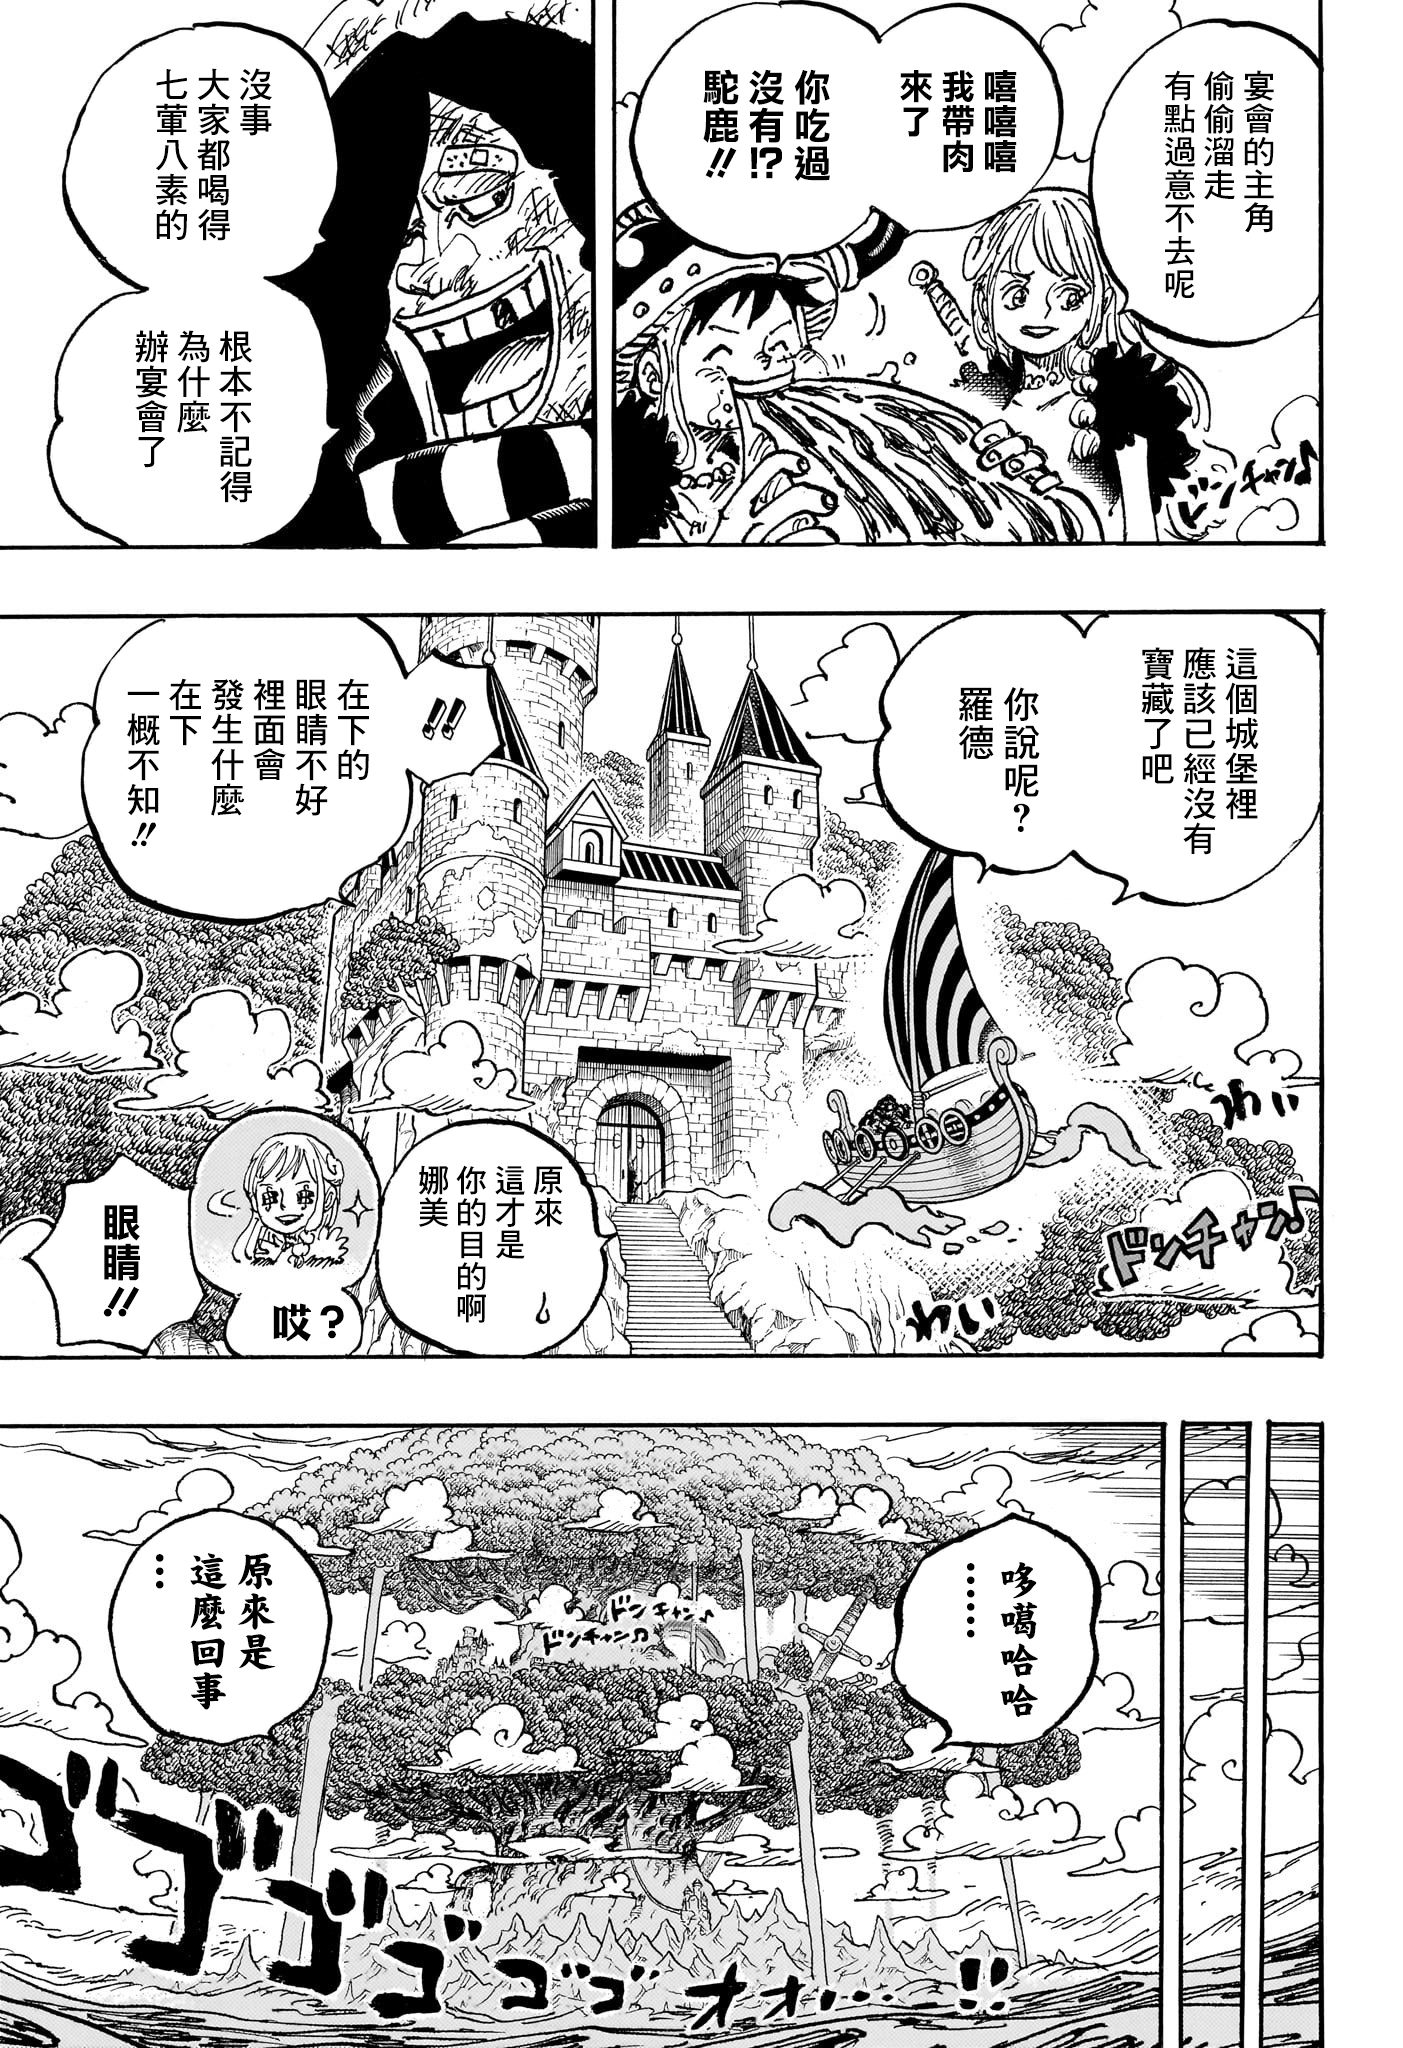 宴會的主角
偷偷溜走
有點過意不去呢
嘻嘻嘻
我帶肉
來了
你吃過
沒有!?
駝鹿!!
ドンチャン♪
沒事
大家都喝得
七葷八素的
根本不記得
為什麼
辦宴會了
這個城堡裡
應該已經沒有
寶藏了吧
你說呢？
羅德
!!
在下的
眼睛不好
裡面會
發生什麼
在下
一概不知!!
わいわい
ドンチャン♪
原來
這才是
你的目的啊
娜美
哎？
眼睛!!
哆噶哈哈
……
原來是
這麼回事
…
ドンチャン♪
ドンチャン♫
ゴゴゴゴゴゴゴ
オオォ…—!!